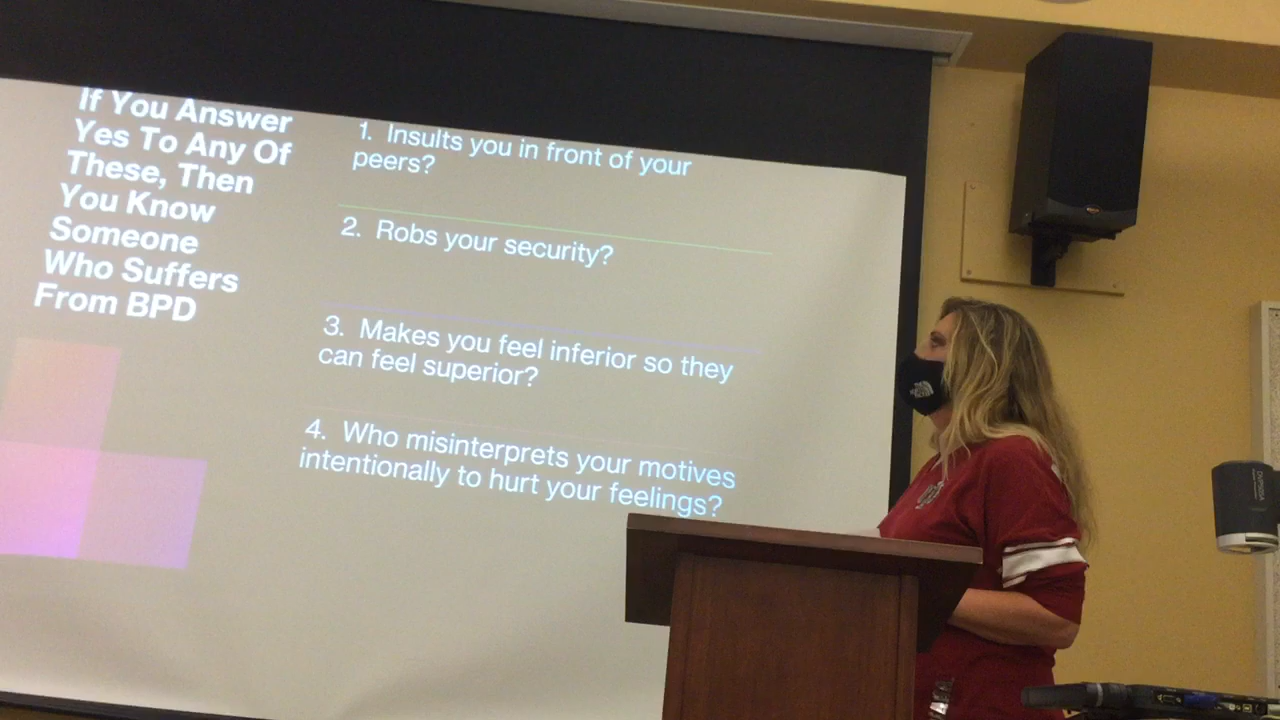 If You Answer
Yes To Any Of
These, Then
You Know
Someone
Who Suffers
From BPD
1. Insults you in front of your
peers?
2. Robs your security?
3. Makes you feel inferior so they
can feel superior?
4. Who misinterprets your motives
intentionally to hurt your feelings?